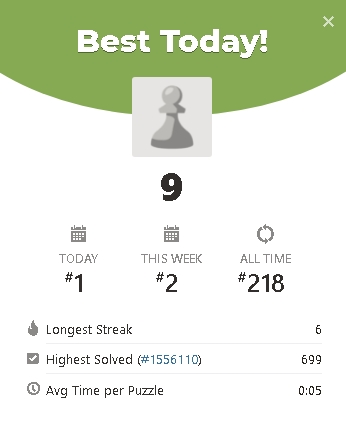 Best Today!
9
TODAY THIS WEEK ALL TIME
#1 #2 #218
Longest Streak 6
Highest Solved (#1556110) 699
Avg Time per Puzzle 0:05